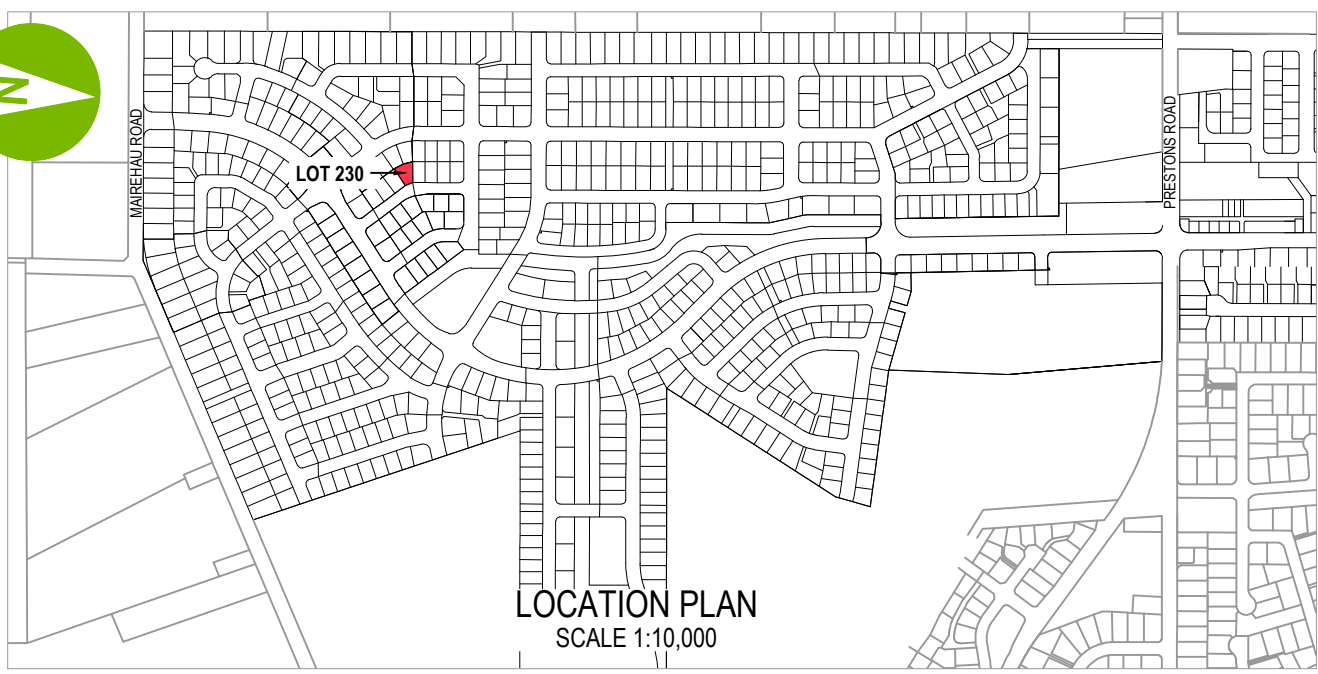 N
MAIREHAU ROAD
LOT 230
PRESTONS ROAD
LOCATION PLAN
SCALE 1:10,000